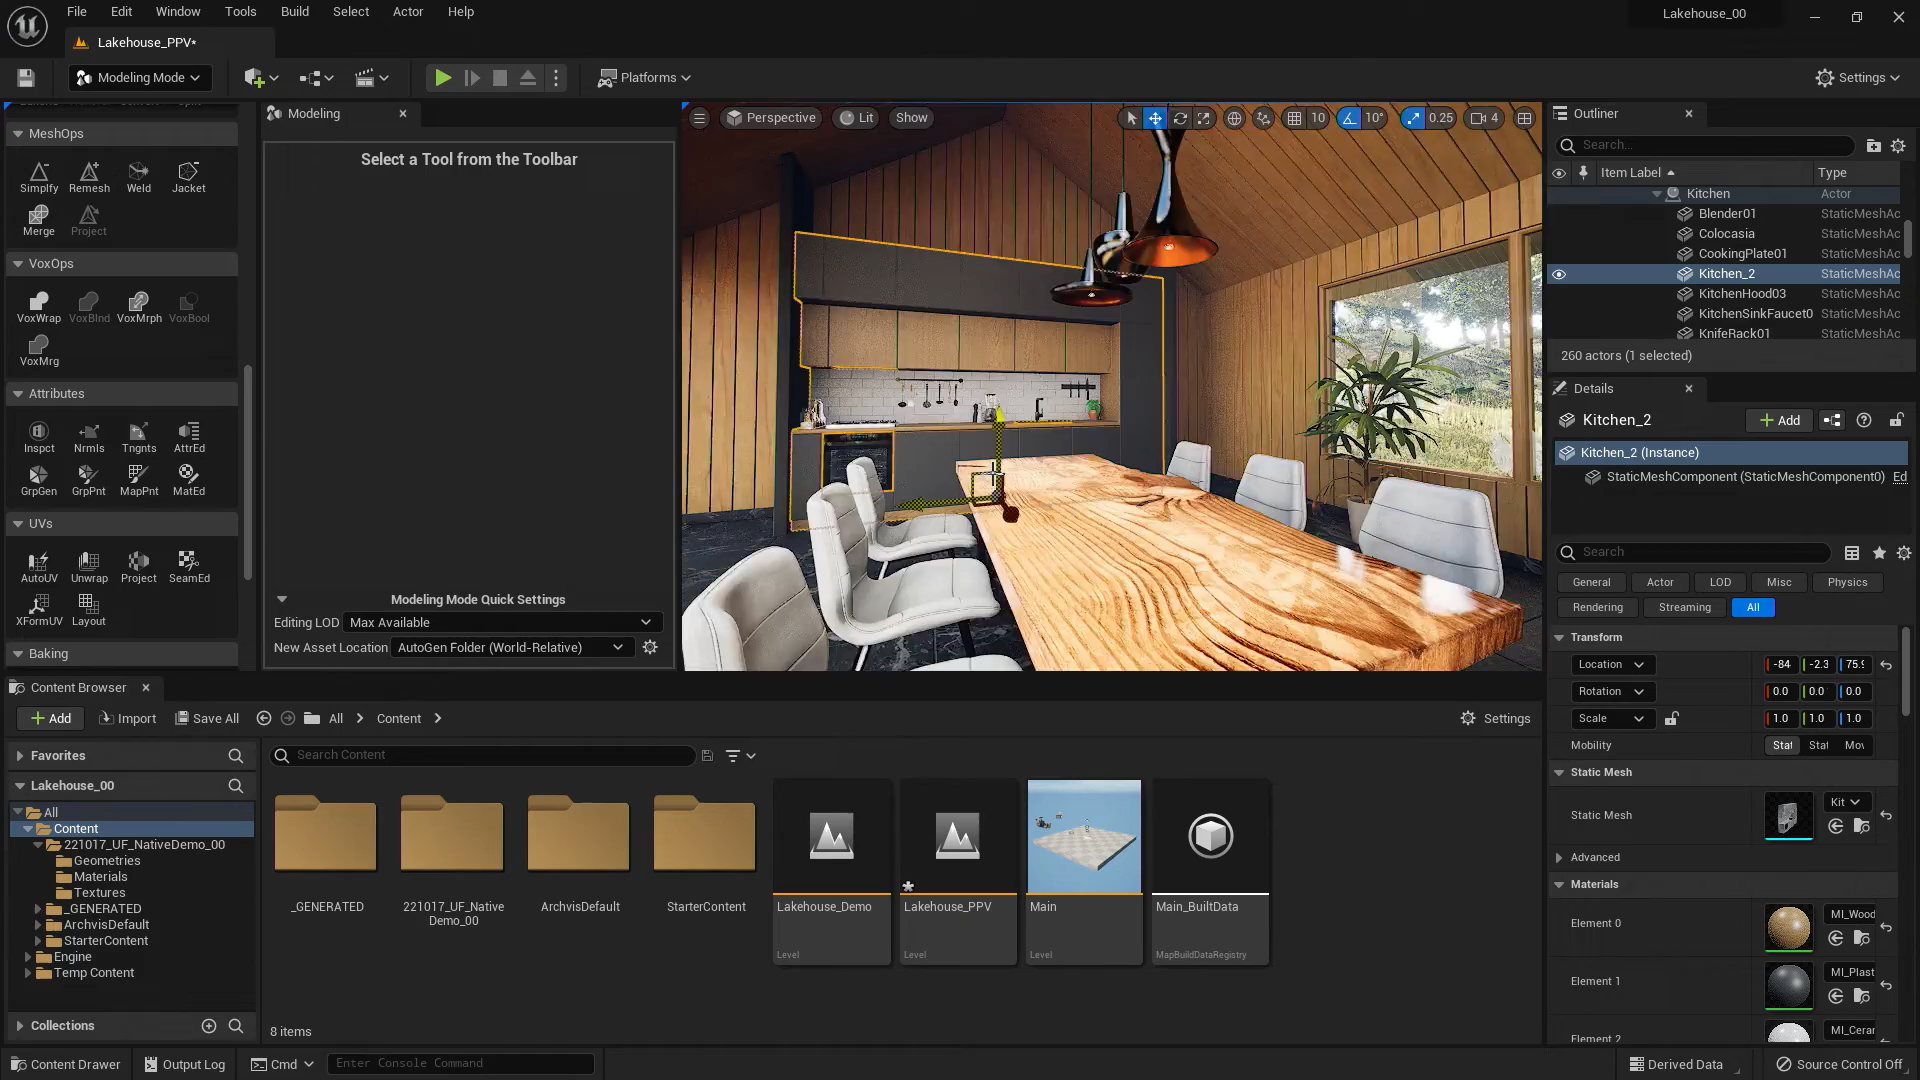 File Edit Window Tools Build Select Actor Help
Lakehouse_00
Lakehouse_PPV*
Modeling Mode
Platforms
Settings
MeshOps
Simplfy Remesh Weld Jacket
Merge Project
VoxOps
VoxWrap VoxBlnd VoxMrph VoxBool
VoxMrg
Attributes
Inspct Nrmls Tngnts AttrEd
GrpGen GrpPnt MapPnt MatEd
UVs
AutoUV Unwrap Project SeamEd
XFormUV Layout
Baking
Modeling
Select a Tool from the Toolbar
Modeling Mode Quick Settings
Editing LOD Max Available
New Asset Location AutoGen Folder (World-Relative)
Perspective Lit Show
10 10° 0.25 4
Outliner
Search...
Item Label Type
Kitchen Actor
Blender01 StaticMeshAc
Colocasia StaticMeshAc
CookingPlate01 StaticMeshAc
Kitchen_2 StaticMeshAc
KitchenHood03 StaticMeshAc
KitchenSinkFaucet0 StaticMeshAc
KnifeRack01 StaticMeshAc
260 actors (1 selected)
Details
Kitchen_2
Add
Kitchen_2 (Instance)
StaticMeshComponent (StaticMeshComponent0) Ed
Search
General Actor LOD Misc Physics
Rendering Streaming All
Transform
Location -84 -2.3 75.9
Rotation 0.0 0.0 0.0
Scale 1.0 1.0 1.0
Mobility Stat Stat Mov
Static Mesh
Static Mesh Kit
Advanced
Materials
Element 0 MI_Wood
Element 1 MI_Plast
Element 2 MI_Ceran
Content Browser
Add Import Save All All Content
Settings
Favorites
Lakehouse_00
All
Content
221017_UF_NativeDemo_00
Geometries
Materials
Textures
_GENERATED
ArchvisDefault
StarterContent
Engine
Temp Content
Collections
Search Content
_GENERATED
221017_UF_Native
Demo_00
ArchvisDefault
StarterContent
Lakehouse_Demo
Level
Lakehouse_PPV
Level
Main
Level
Main_BuiltData
MapBuildDataRegistry
8 items
Content Drawer Output Log Cmd Enter Console Command
Derived Data Source Control Off